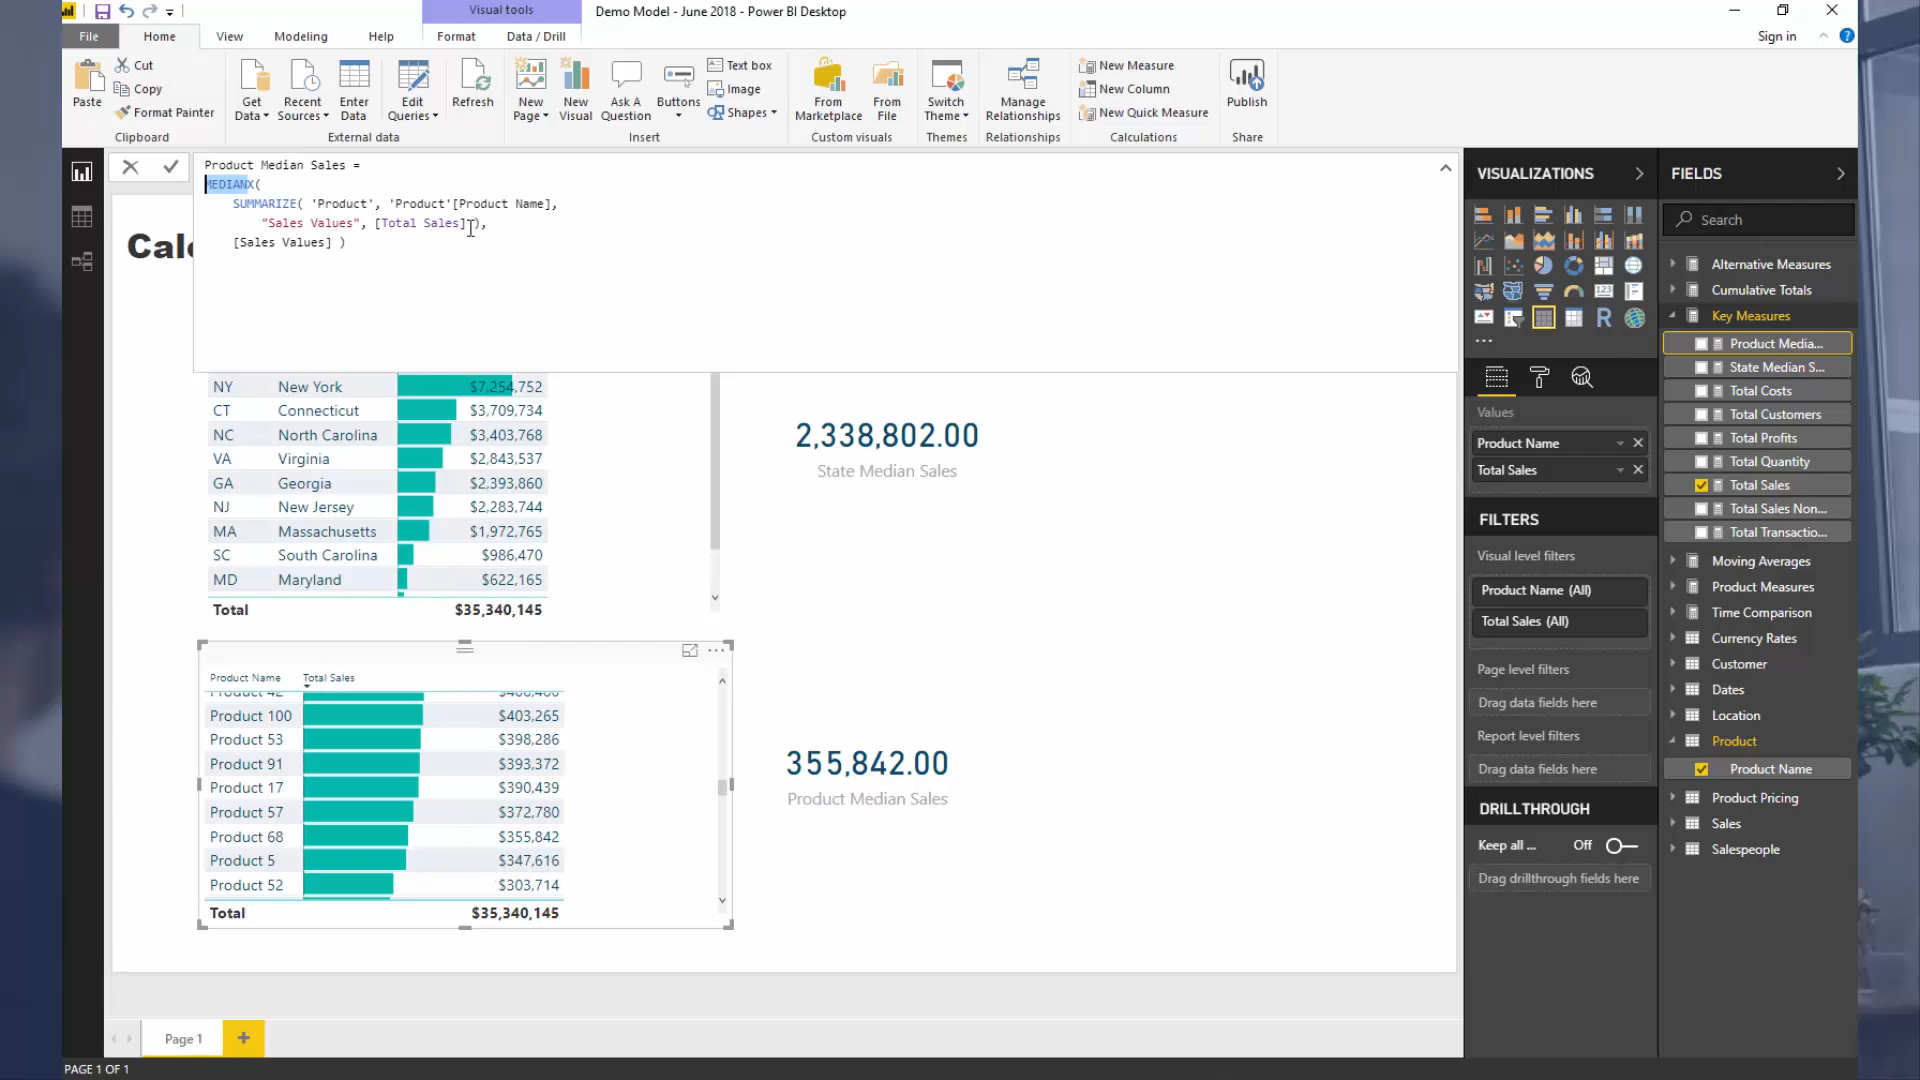 Visual tools
Demo Model - June 2018 - Power BI Desktop
File
Home
View
Modeling
Help
Format
Data / Drill
Sign in
Paste
Cut
Copy
Format Painter
Clipboard
Get Data
Recent Sources
Enter Data
Edit Queries
Refresh
External data
New Page
New Visual
Ask A Question
Buttons
Text box
Image
Shapes
Insert
From Marketplace
From File
Custom visuals
Switch Theme
Themes
Manage Relationships
Relationships
New Measure
New Column
New Quick Measure
Calculations
Publish
Share
Product Median Sales =
MEDIANX(
SUMMARIZE( 'Product', 'Product'[Product Name],
"Sales Values", [Total Sales] ),
[Sales Values] )
Calc
NY New York $7,254,752
CT Connecticut $3,709,734
NC North Carolina $3,403,768
VA Virginia $2,843,537
GA Georgia $2,393,860
NJ New Jersey $2,283,744
MA Massachusetts $1,972,765
SC South Carolina $986,470
MD Maryland $622,165
Total $35,340,145
2,338,802.00
State Median Sales
Product Name Total Sales
Product 42
Product 100 $403,265
Product 53 $398,286
Product 91 $393,372
Product 17 $390,439
Product 57 $372,780
Product 68 $355,842
Product 5 $347,616
Product 52 $303,714
Total $35,340,145
355,842.00
Product Median Sales
VISUALIZATIONS
R
Values
Product Name
Total Sales
FILTERS
Visual level filters
Product Name (All)
Total Sales (All)
Page level filters
Drag data fields here
Report level filters
Drag data fields here
DRILLTHROUGH
Keep all ... Off
Drag drillthrough fields here
FIELDS
Search
Alternative Measures
Cumulative Totals
Key Measures
Product Media...
State Median S...
Total Costs
Total Customers
Total Profits
Total Quantity
Total Sales
Total Sales Non...
Total Transactio...
Moving Averages
Product Measures
Time Comparison
Currency Rates
Customer
Dates
Location
Product
Product Name
Product Pricing
Sales
Salespeople
Page 1
PAGE 1 OF 1